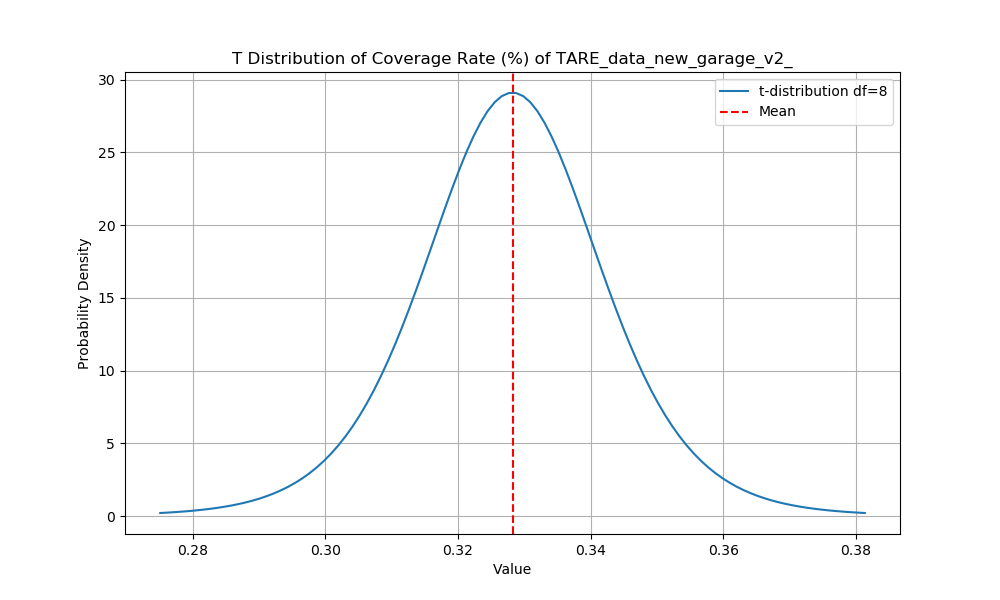 T Distribution of Coverage Rate (%) of TARE_data_new_garage_v2_
t-distribution df=8
Mean
Probability Density
30
25
20
15
10
5
0
0.28 0.30 0.32 0.34 0.36 0.38
Value